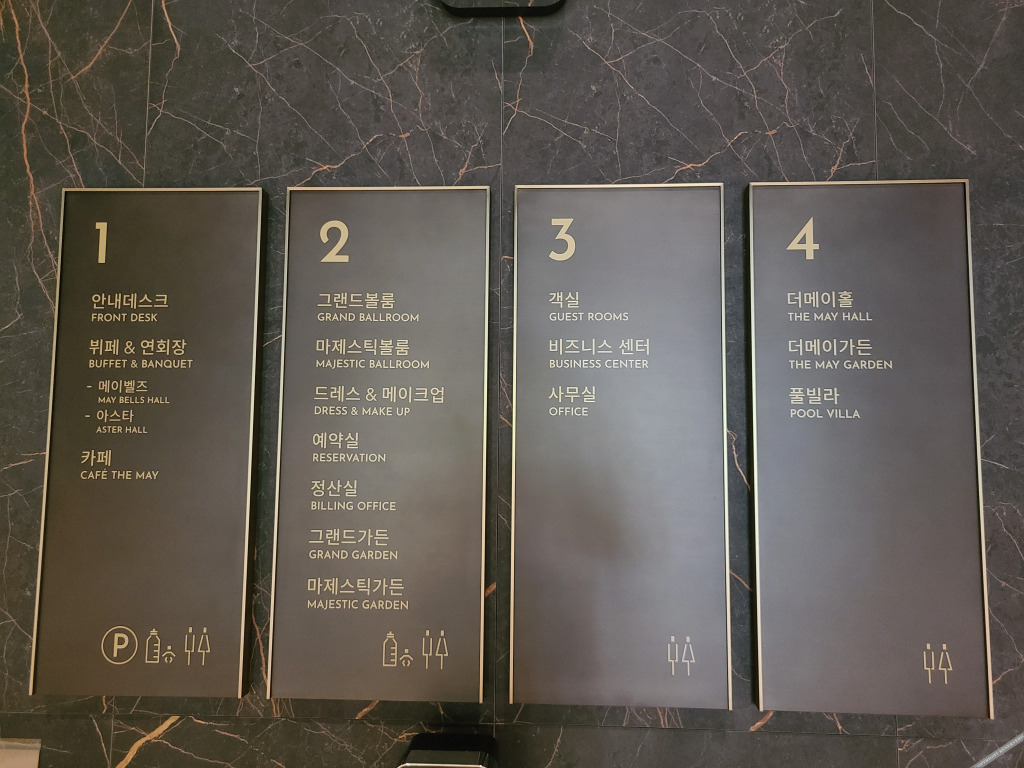 1
안내데스크
FRONT DESK
뷔페 & 연회장
BUFFET & BANQUET
- 메이벨즈
MAY BELLS HALL
- 아스타
ASTER HALL
카페
CAFÉ THE MAY
P
2
그랜드볼룸
GRAND BALLROOM
마제스틱볼룸
MAJESTIC BALLROOM
드레스 & 메이크업
DRESS & MAKE UP
예약실
RESERVATION
정산실
BILLING OFFICE
그랜드가든
GRAND GARDEN
마제스틱가든
MAJESTIC GARDEN
3
객실
GUEST ROOMS
비즈니스 센터
BUSINESS CENTER
사무실
OFFICE
4
더메이홀
THE MAY HALL
더메이가든
THE MAY GARDEN
풀빌라
POOL VILLA